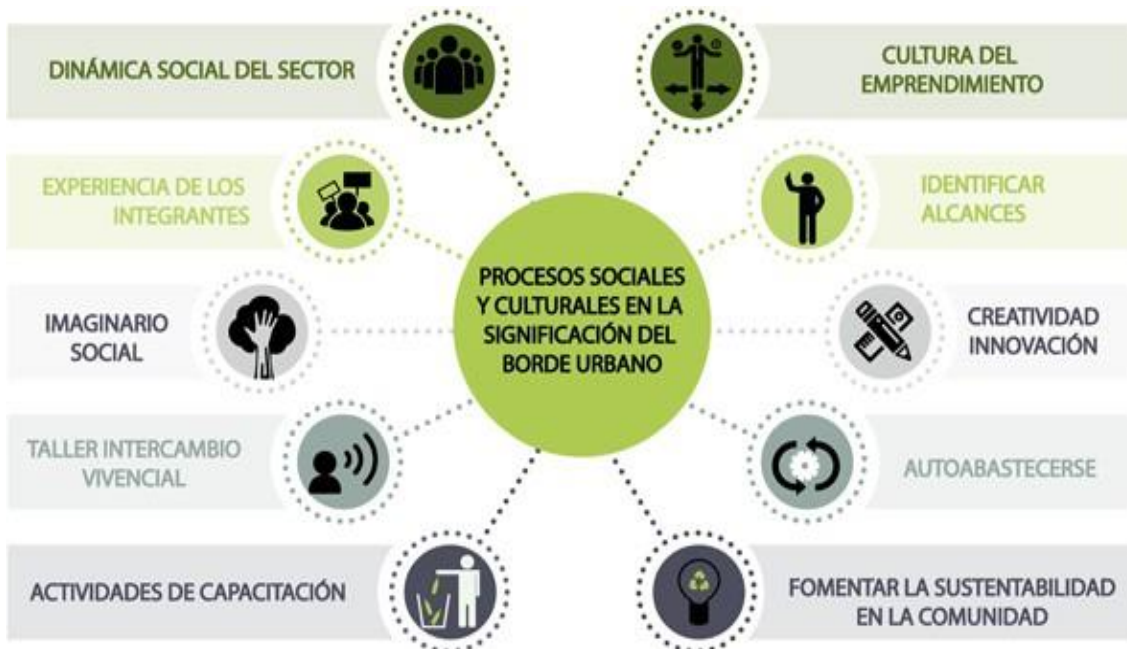 DINÁMICA SOCIAL DEL SECTOR
EXPERIENCIA DE LOS
INTEGRANTES
IMAGINARIO
SOCIAL
TALLER INTERCAMBIO
VIVENCIAL
ACTIVIDADES DE CAPACITACIÓN
PROCESOS SOCIALES
Y CULTURALES EN LA
SIGNIFICACIÓN DEL
BORDE URBANO
CULTURA DEL
EMPRENDIMIENTO
IDENTIFICAR
ALCANCES
CREATIVIDAD
INNOVACIÓN
AUTOABASTECERSE
FOMENTAR LA SUSTENTABILIDAD
EN LA COMUNIDAD